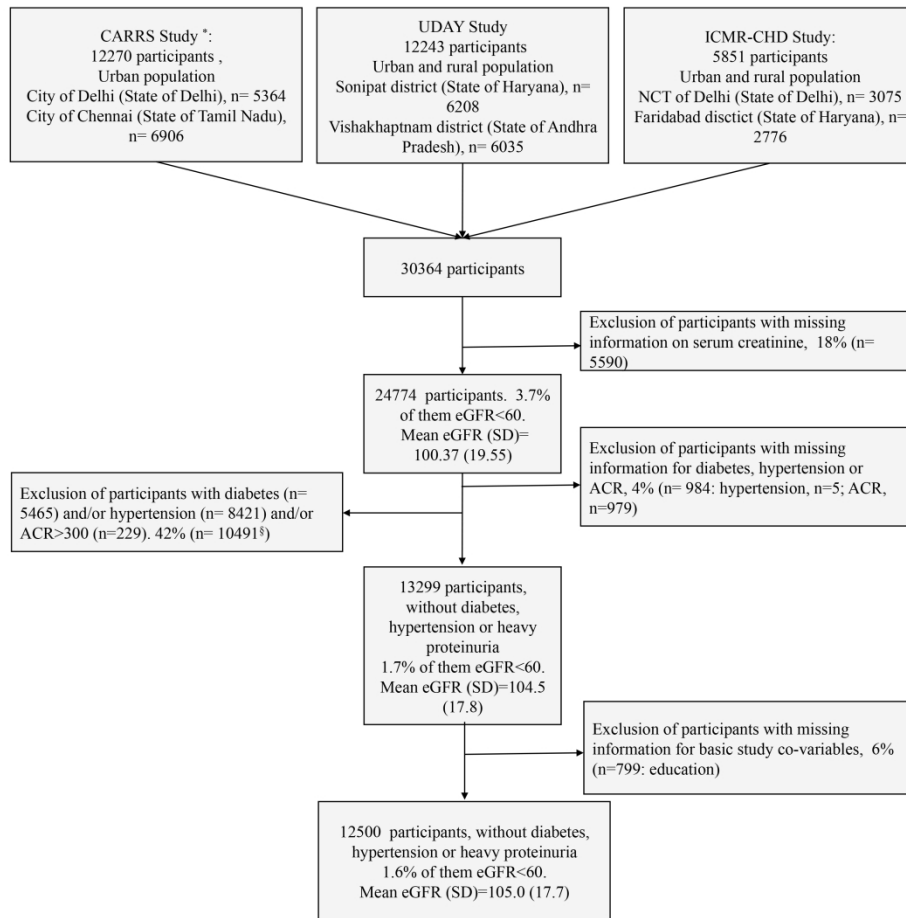 CARRS Study *:
12270 participants ,
Urban population
City of Delhi (State of Delhi), n= 5364
City of Chennai (State of Tamil Nadu),
n= 6906
UDAY Study
12243 participants
Urban and rural population
Sonipat district (State of Haryana), n=
6208
Vishakhaptnam district (State of Andhra
Pradesh), n= 6035
ICMR-CHD Study:
5851 participants
Urban and rural population
NCT of Delhi (State of Delhi), n= 3075
Faridabad disctict (State of Haryana), n=
2776
30364 participants
Exclusion of participants with missing
information on serum creatinine, 18% (n=
5590)
24774 participants. 3.7%
of them eGFR<60.
Mean eGFR (SD)=
100.37 (19.55)
Exclusion of participants with missing
information for diabetes, hypertension or
ACR, 4% (n= 984: hypertension, n=5; ACR,
n=979)
Exclusion of participants with diabetes (n=
5465) and/or hypertension (n= 8421) and/or
ACR>300 (n=229). 42% (n= 10491§)
13299 participants,
without diabetes,
hypertension or heavy
proteinuria
1.7% of them eGFR<60.
Mean eGFR (SD)=104.5
(17.8)
Exclusion of participants with missing
information for basic study co-variables, 6%
(n=799: education)
12500 participants, without diabetes,
hypertension or heavy proteinuria
1.6% of them eGFR<60.
Mean eGFR (SD)=105.0 (17.7)